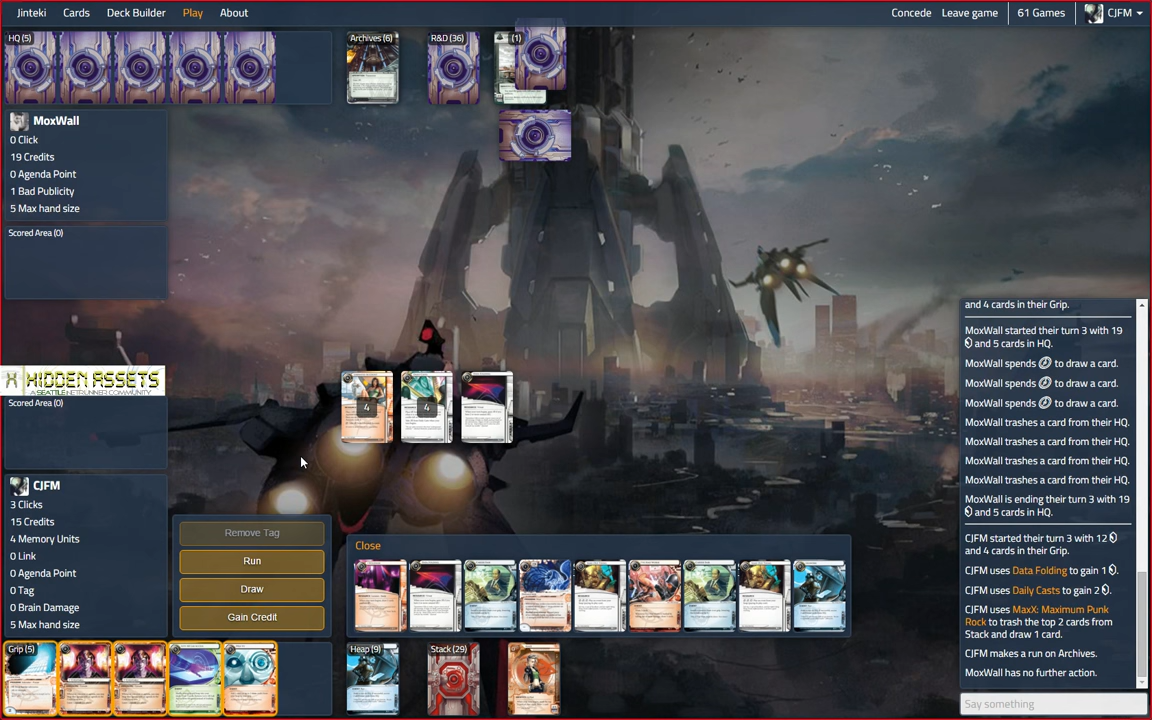 Jinteki Cards Deck Builder Play About Concede Leave game 61 Games CJFM
HQ (5)
Archives (6)
R&D (36)
(1)
MoxWall
0 Click
19 Credits
0 Agenda Point
1 Bad Publicity
5 Max hand size
Scored Area (0)
HIDDEN ASSETS
A SEATTLE NETRUNNER COMMUNITY
Scored Area (0)
4
4
CJFM
3 Clicks
15 Credits
4 Memory Units
0 Link
0 Agenda Point
0 Tag
0 Brain Damage
5 Max hand size
Remove Tag
Run
Draw
Gain Credit
Close
Grip (5)
Heap (9)
Stack (29)
and 4 cards in their Grip.
MoxWall started their turn 3 with 19
and 5 cards in HQ.
MoxWall spends to draw a card.
MoxWall spends to draw a card.
MoxWall spends to draw a card.
MoxWall trashes a card from their HQ.
MoxWall trashes a card from their HQ.
MoxWall trashes a card from their HQ.
MoxWall trashes a card from their HQ.
MoxWall is ending their turn 3 with 19
and 5 cards in HQ.
CJFM started their turn 3 with 12
and 4 cards in their Grip.
CJFM uses Data Folding to gain 1 .
CJFM uses Daily Casts to gain 2 .
CJFM uses MaxX: Maximum Punk
Rock to trash the top 2 cards from
Stack and draw 1 card.
CJFM makes a run on Archives.
MoxWall has no further action.
Say something